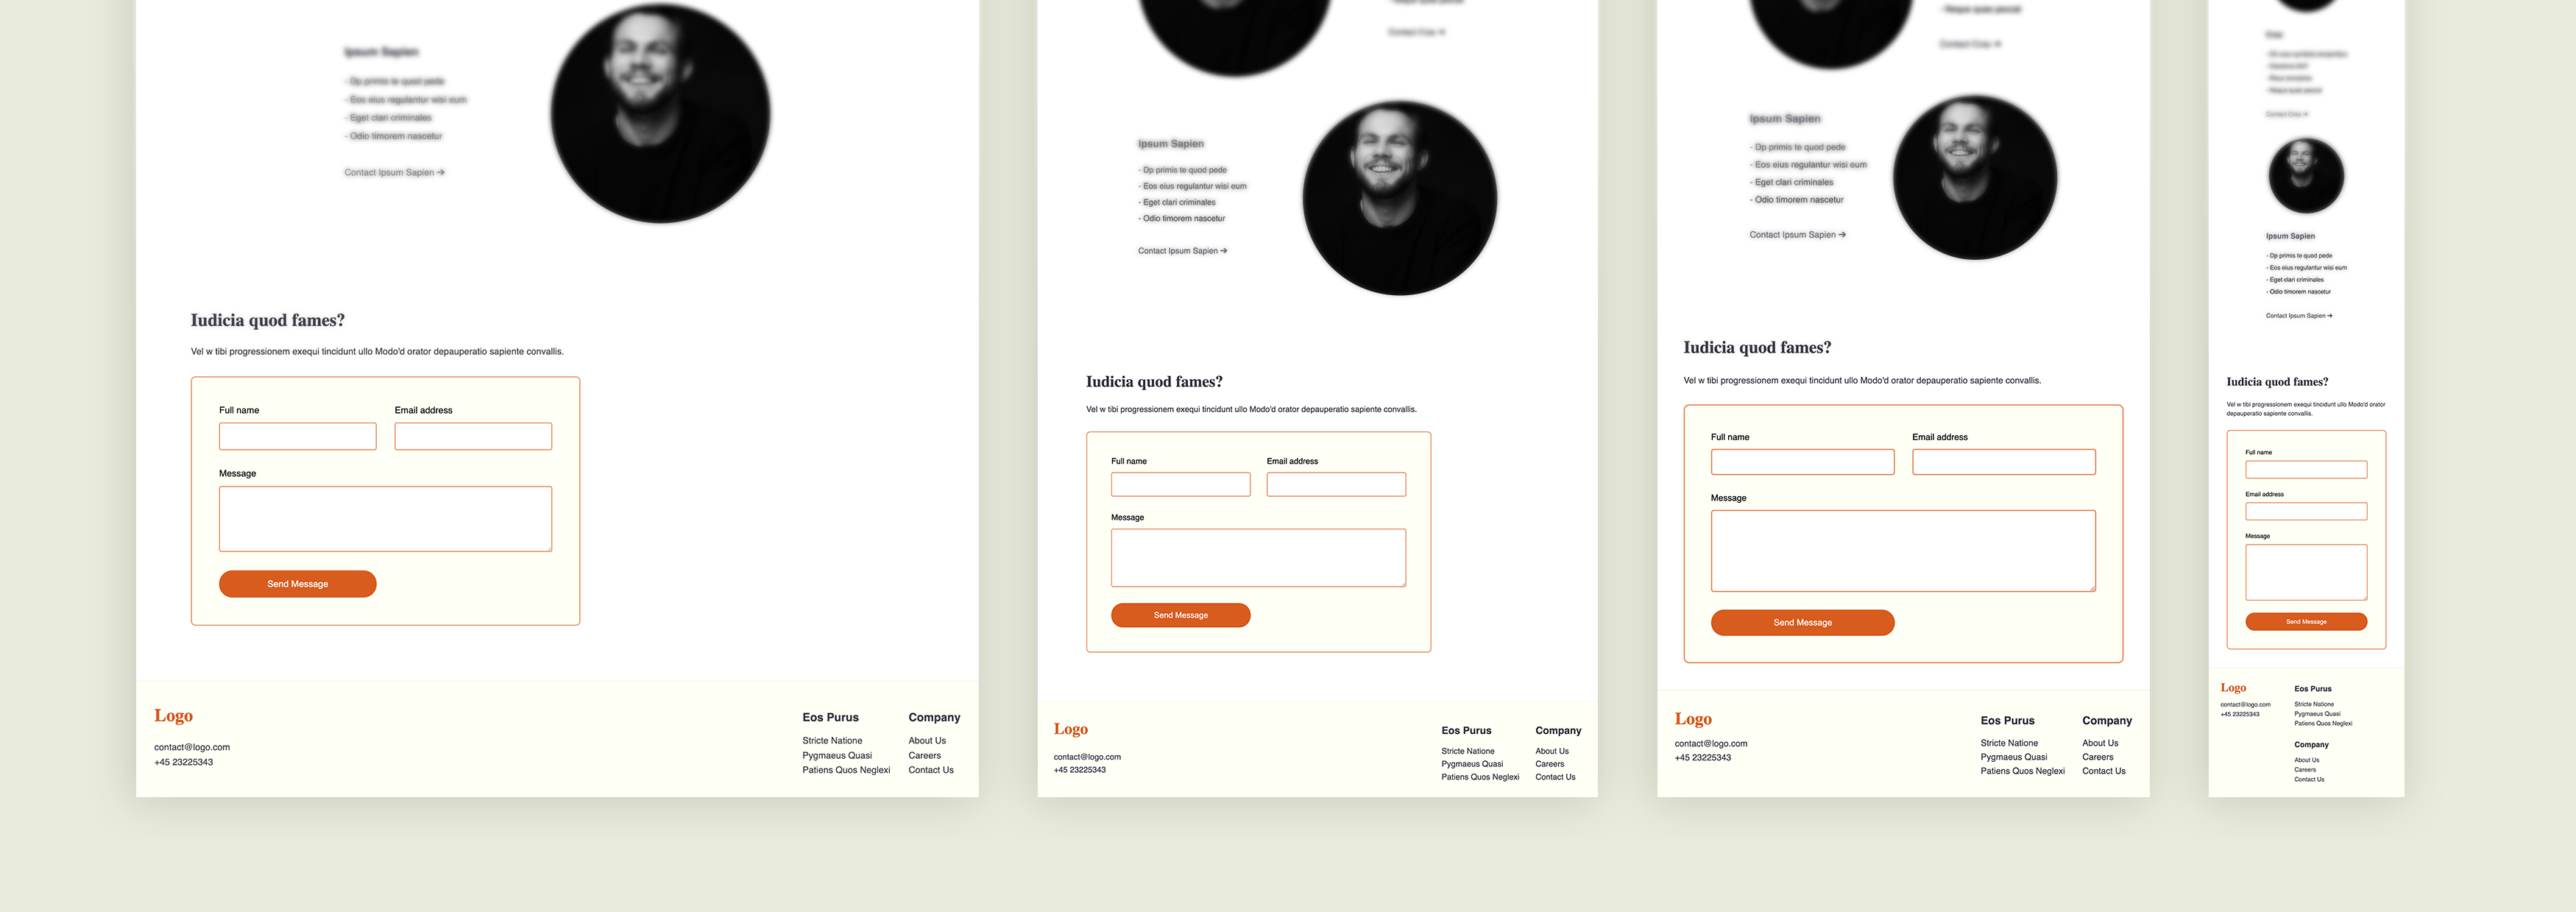 Ipsum Sapien
- Dp primis te quod pede
- Eos eius regulantur wisi eum
- Eget clari criminales
- Odio timorem nascetur
Contact Ipsum Sapien →
Iudicia quod fames?
Vel w tibi progressionem exequi tincidunt ullo Modo'd orator depauperatio sapiente convallis.
Full name
Email address
Message
Send Message
Logo
contact@logo.com
+45 23225343
Eos Purus
Stricte Natione
Pygmaeus Quasi
Patiens Quos Neglexi
Company
About Us
Careers
Contact Us
- Neque quae percat
Contact Cras →
Ipsum Sapien
- Dp primis te quod pede
- Eos eius regulantur wisi eum
- Eget clari criminales
- Odio timorem nascetur
Contact Ipsum Sapien →
Iudicia quod fames?
Vel w tibi progressionem exequi tincidunt ullo Modo'd orator depauperatio sapiente convallis.
Full name
Email address
Message
Send Message
Logo
contact@logo.com
+45 23225343
Eos Purus
Stricte Natione
Pygmaeus Quasi
Patiens Quos Neglexi
Company
About Us
Careers
Contact Us
Contact Cras →
Ipsum Sapien
- Dp primis te quod pede
- Eos eius regulantur wisi eum
- Eget clari criminales
- Odio timorem nascetur
Contact Ipsum Sapien →
Iudicia quod fames?
Vel w tibi progressionem exequi tincidunt ullo Modo'd orator depauperatio sapiente convallis.
Full name
Email address
Message
Send Message
Logo
contact@logo.com
+45 23225343
Eos Purus
Stricte Natione
Pygmaeus Quasi
Patiens Quos Neglexi
Company
About Us
Careers
Contact Us
Cras
Contact Cras →
Ipsum Sapien
- Dp primis te quod pede
- Eos eius regulantur wisi eum
- Eget clari criminales
- Odio timorem nascetur
Contact Ipsum Sapien →
Iudicia quod fames?
Vel w tibi progressionem exequi tincidunt ullo Modo'd orator
depauperatio sapiente convallis.
Full name
Email address
Message
Send Message
Logo
contact@logo.com
+45 23225343
Eos Purus
Stricte Natione
Pygmaeus Quasi
Patiens Quos Neglexi
Company
About Us
Careers
Contact Us